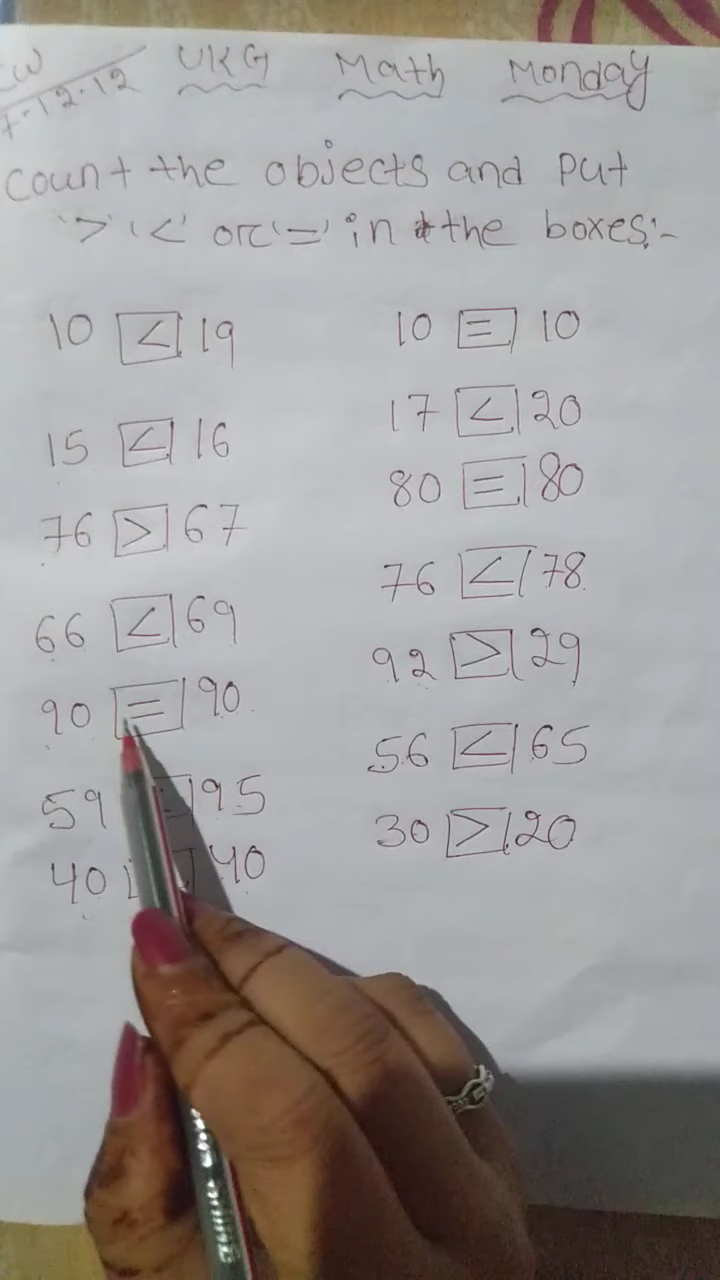 CW UKG Math Monday
7.12.12
Count the objects and put
'>' '<' or '=' in the boxes:-
10 < 19 10 = 10
15 < 16 17 < 20
76 > 67 80 = 80
66 < 69 76 < 78
90 = 90 92 > 29
59 95 56 < 65
40 40 30 > 20